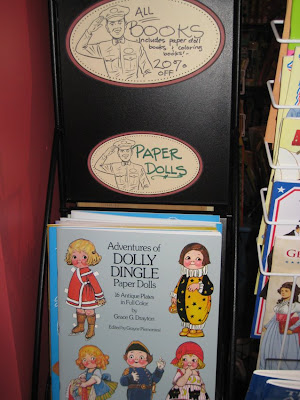 ALL
BOOKS
includes paper doll
books & coloring
books!~
20%
OFF
PAPER
DOLLS
Adventures of
DOLLY
DINGLE
Paper Dolls
16 Antique Plates
in Full Color
by
Grace G. Drayton